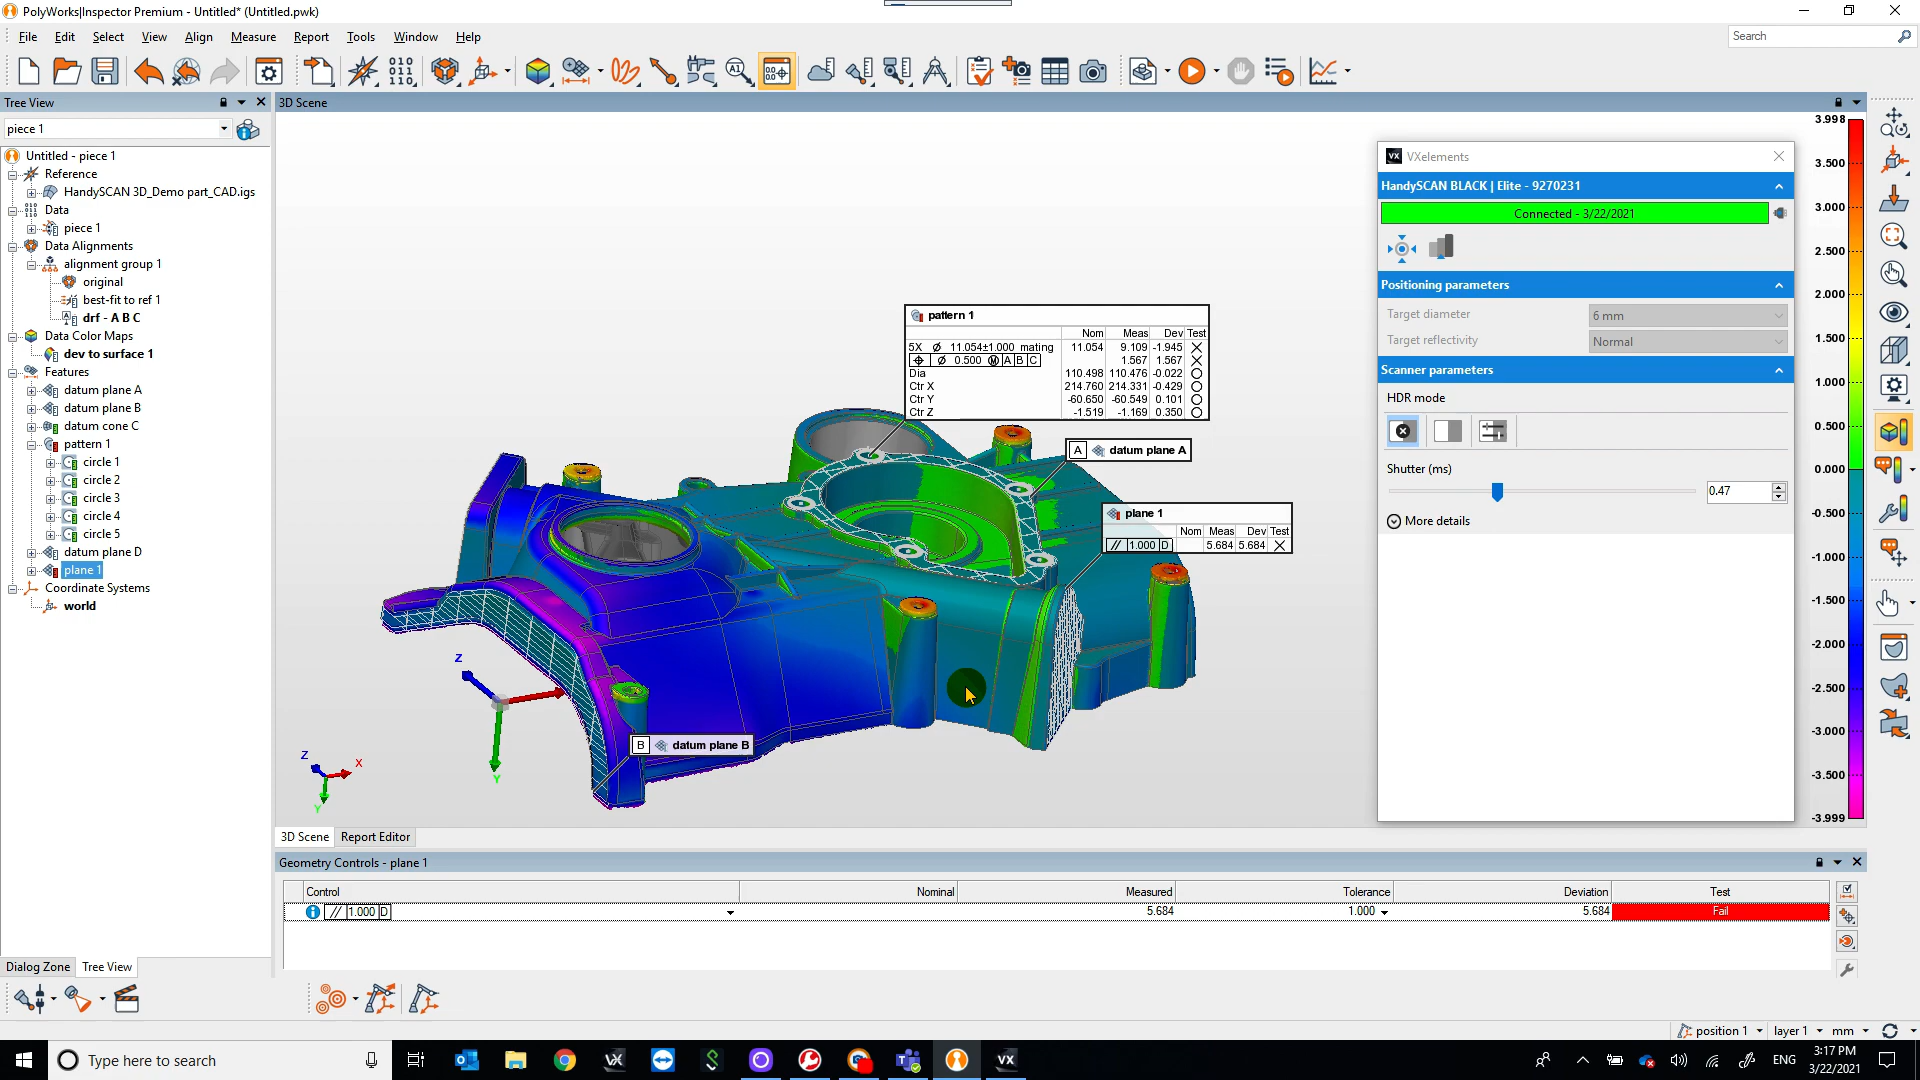 PolyWorks|Inspector Premium - Untitled* (Untitled.pwk)
File Edit Select View Align Measure Report Tools Window Help
Search
Tree View
3D Scene
piece 1
Untitled - piece 1
Reference
HandySCAN 3D_Demo part_CAD.igs
Data
piece 1
Data Alignments
alignment group 1
original
best-fit to ref 1
drf - A B C
Data Color Maps
dev to surface 1
Features
datum plane A
datum plane B
datum cone C
pattern 1
circle 1
circle 2
circle 3
circle 4
circle 5
datum plane D
plane 1
Coordinate Systems
world
Dialog Zone Tree View
pattern 1
Nom Meas Dev Test
5X Ø 11.054±1.000 mating 11.054 9.109 -1.945
⌖ Ø 0.500 Ⓜ A B C 1.567 1.567
Dia 110.498 110.476 -0.022
Ctr X 214.760 214.331 -0.429
Ctr Y -60.650 -60.549 0.101
Ctr Z -1.519 -1.169 0.350
A datum plane A
plane 1
Nom Meas Dev Test
// 1.000 D 5.684 5.684
B datum plane B
Z
Y
Z
X
Y
VXelements
HandySCAN BLACK | Elite - 9270231
Connected - 3/22/2021
Positioning parameters
Target diameter 6 mm
Target reflectivity Normal
Scanner parameters
HDR mode
Shutter (ms)
0.47
More details
3.998
3.500
3.000
2.500
2.000
1.500
1.000
0.500
0.000
-0.500
-1.000
-1.500
-2.000
-2.500
-3.000
-3.500
-3.999
3D Scene Report Editor
Geometry Controls - plane 1
Control Nominal Measured Tolerance Deviation Test
// 1.000 D 5.684 1.000 5.684 Fail
position 1 layer 1 mm
Type here to search
ENG
3:17 PM
3/22/2021